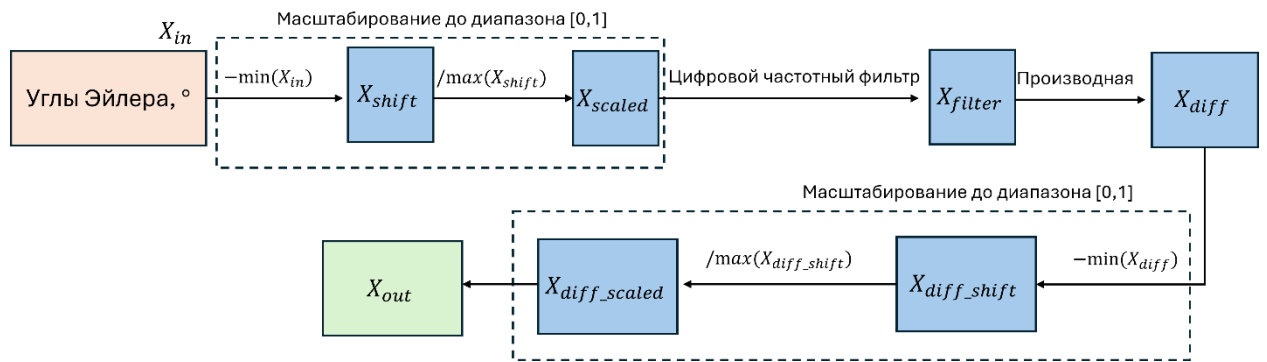 Масштабирование до диапазона [0,1]
X_in
Углы Эйлера, °
−min(X_in)
X_shift
/max(X_shift)
X_scaled
Цифровой частотный фильтр
X_filter
Производная
X_diff
Масштабирование до диапазона [0,1]
X_out
X_diff_scaled
/max(X_diff_shift)
X_diff_shift
−min(X_diff)